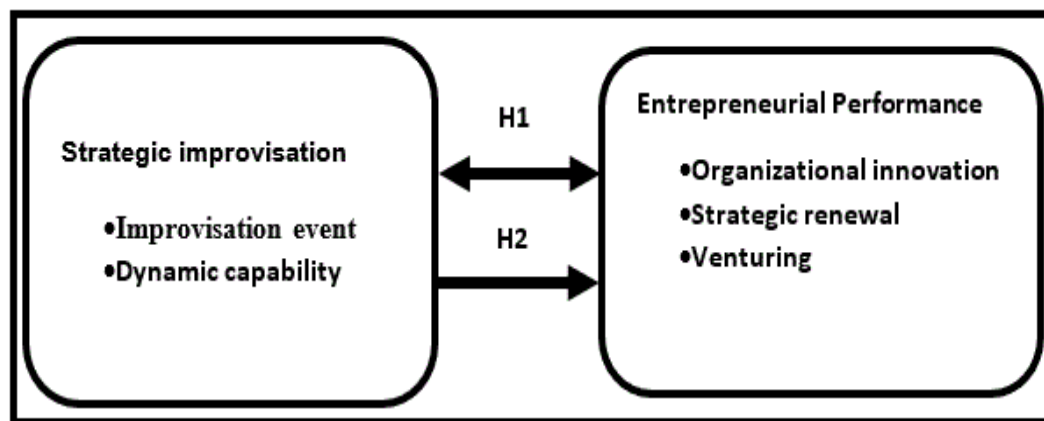 Strategic improvisation
•Improvisation event
•Dynamic capability
H1
H2
Entrepreneurial Performance
•Organizational innovation
•Strategic renewal
•Venturing